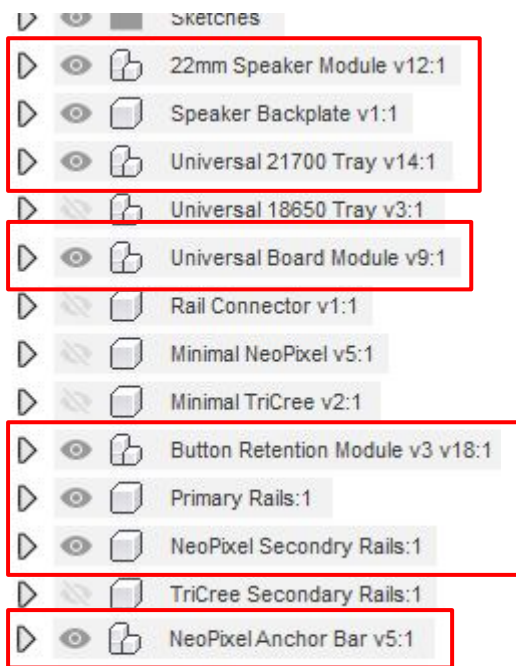 Sketches
22mm Speaker Module v12:1
Speaker Backplate v1:1
Universal 21700 Tray v14:1
Universal 18650 Tray v3:1
Universal Board Module v9:1
Rail Connector v1:1
Minimal NeoPixel v5:1
Minimal TriCree v2:1
Button Retention Module v3 v18:1
Primary Rails:1
NeoPixel Secondry Rails:1
TriCree Secondary Rails:1
NeoPixel Anchor Bar v5:1